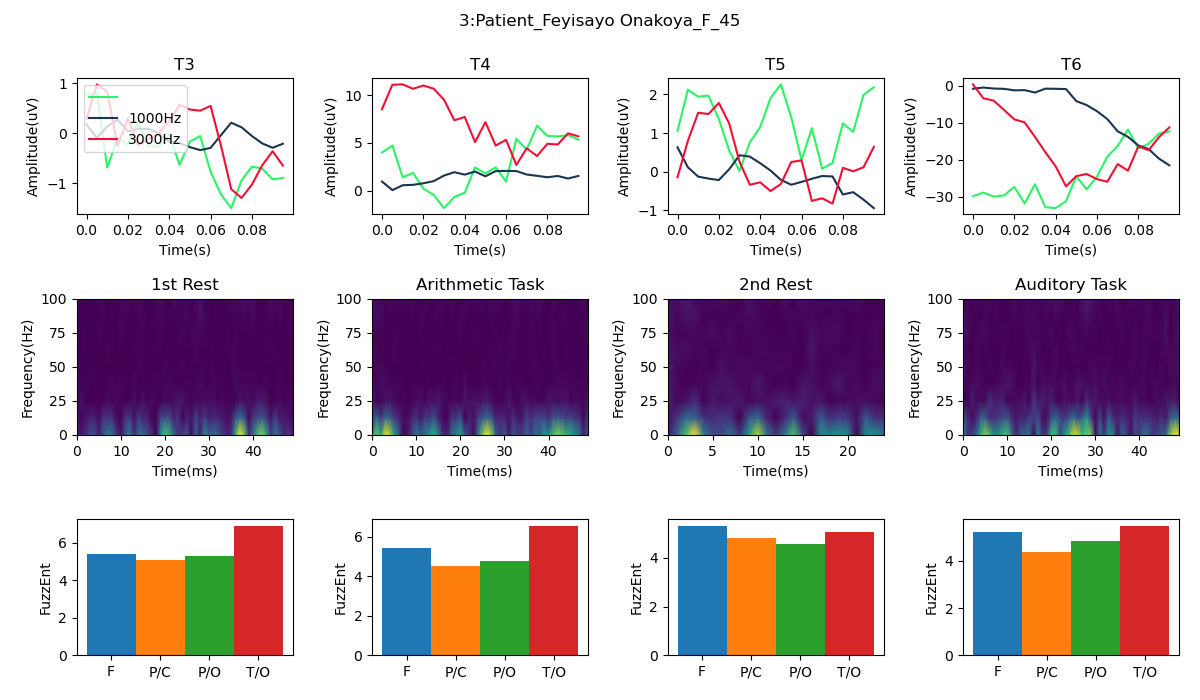 3:Patient_Feyisayo Onakoya_F_45
T3
T4
T5
T6
Amplitude(uV)
1
0
−1
1000Hz
3000Hz
0.0 0.02 0.04 0.06 0.08
Time(s)
Amplitude(uV)
10
5
0
0.0 0.02 0.04 0.06 0.08
Time(s)
Amplitude(uV)
2
1
0
−1
0.0 0.02 0.04 0.06 0.08
Time(s)
Amplitude(uV)
0
−10
−20
−30
0.0 0.02 0.04 0.06 0.08
Time(s)
1st Rest
Arithmetic Task
2nd Rest
Auditory Task
Frequency(Hz)
100
75
50
25
0
0 10 20 30 40
Time(ms)
Frequency(Hz)
100
75
50
25
0
0 10 20 30 40
Time(ms)
Frequency(Hz)
100
75
50
25
0
0 5 10 15 20
Time(ms)
Frequency(Hz)
100
75
50
25
0
0 10 20 30 40
Time(ms)
FuzzEnt
6
4
2
0
F P/C P/O T/O
FuzzEnt
6
4
2
0
F P/C P/O T/O
FuzzEnt
4
2
0
F P/C P/O T/O
FuzzEnt
4
2
0
F P/C P/O T/O